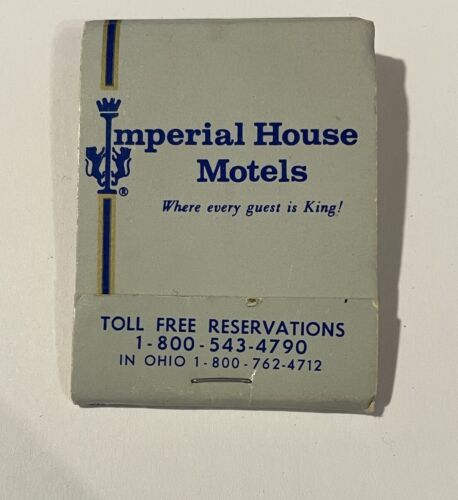 Imperial House
Motels
®
Where every guest is King!
TOLL FREE RESERVATIONS
1-800-543-4790
IN OHIO 1-800-762-4712